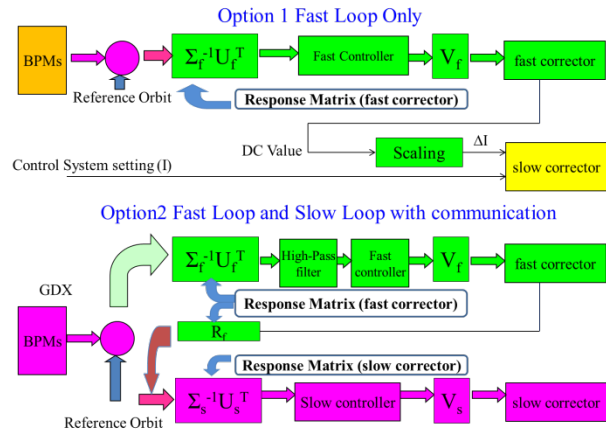 Option 1 Fast Loop Only
BPMs
Σf-1UfT
Fast Controller
Vf
fast corrector
Reference Orbit
Response Matrix (fast corrector)
DC Value
Scaling
ΔI
slow corrector
Control System setting (I)
Option2 Fast Loop and Slow Loop with communication
Σf-1UfT
High-Pass
filter
Fast
controller
Vf
fast corrector
GDX
BPMs
Response Matrix (fast corrector)
Rf
Response Matrix (slow corrector)
Reference Orbit
Σs-1UsT
Slow controller
Vs
slow corrector